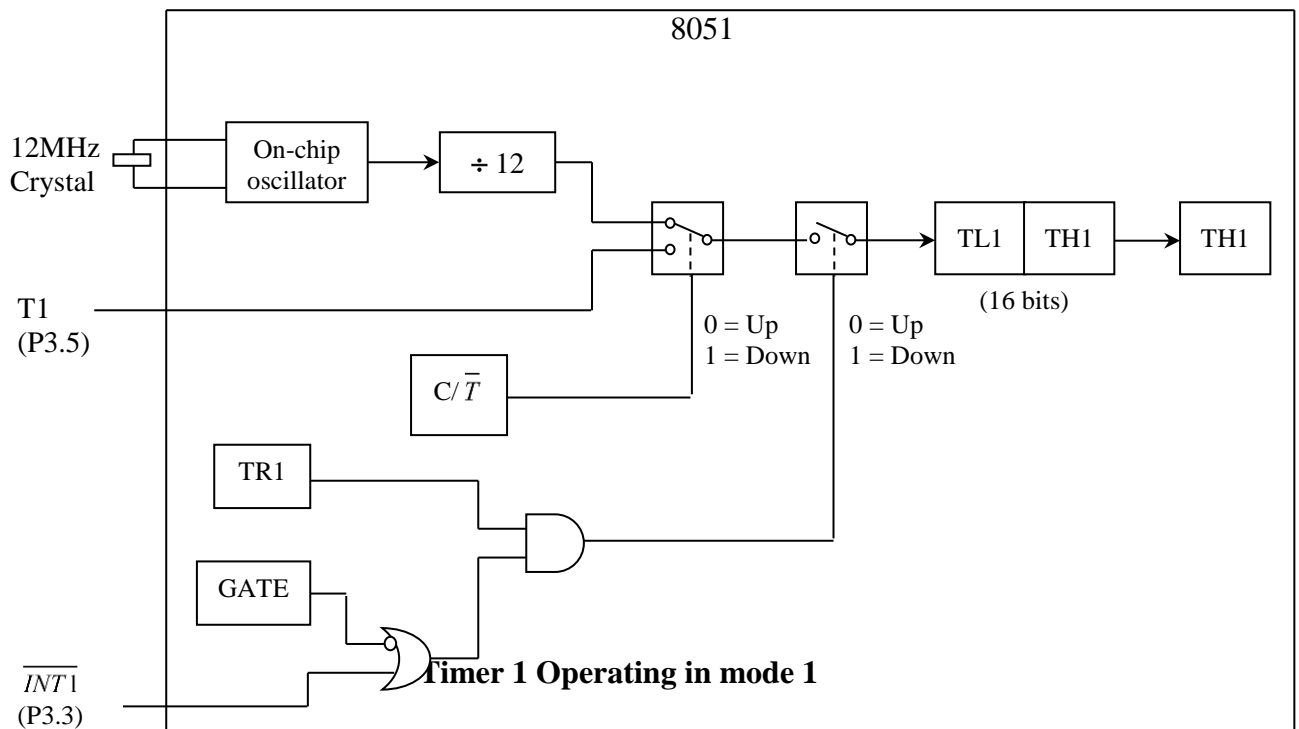 8051
12MHz
Crystal
On-chip
oscillator
÷ 12
TL1
TH1
TH1
(16 bits)
T1
(P3.5)
0 = Up
1 = Down
0 = Up
1 = Down
C/ T̅
TR1
GATE
Timer 1 Operating in mode 1
I̅N̅T̅ ̅1̅
(P3.3)